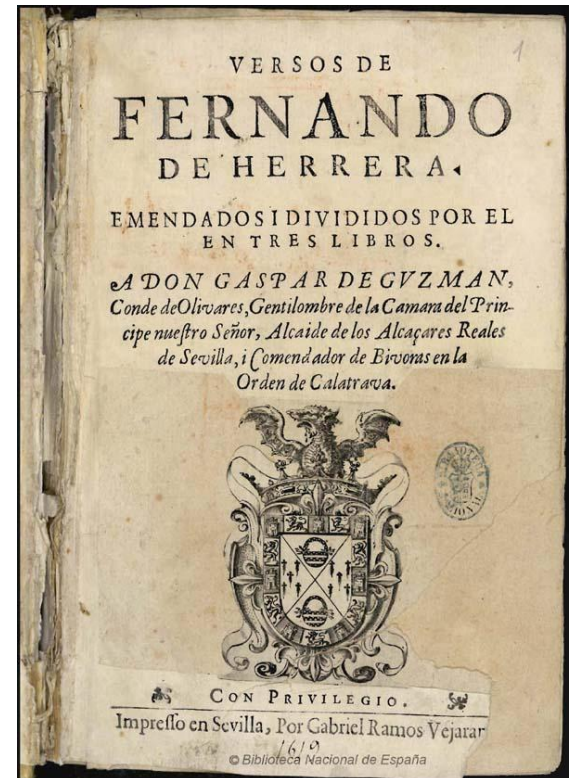 1
VERSOS DE
FERNANDO
DE HERRERA.
EMENDADOS I DIVIDIDOS POR EL
EN TRES LIBROS.
A DON GASPAR DE GVZMAN,
Conde de Olivares, Gentilombre de la Camara del Prin-
cipe nueſtro Señor, Alcaide de los Alcaçares Reales
de Sevilla, i Comendador de Bivoras en la
Orden de Calatrava.
CON PRIVILEGIO.
Impreſſo en Sevilla, Por Gabriel Ramos Vejarar
1619
© Biblioteca Nacional de España